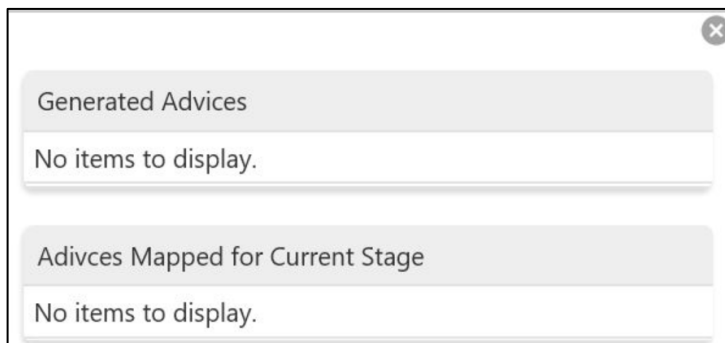 Generated Advices
No items to display.
Adivces Mapped for Current Stage
No items to display.